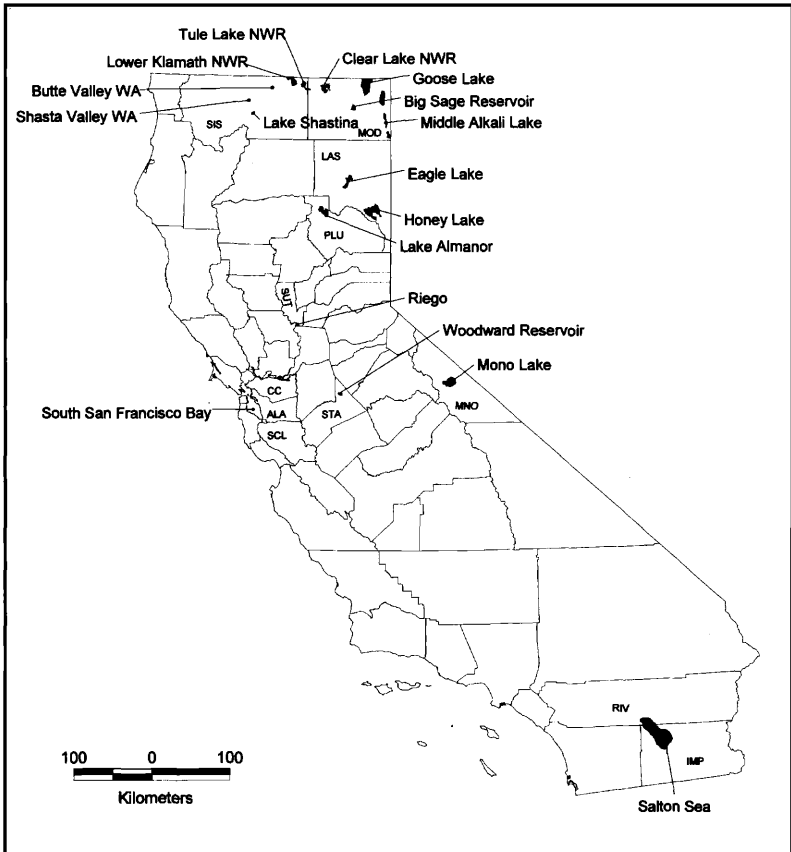 Tule Lake NWR
Lower Klamath NWR
Clear Lake NWR
Goose Lake
Butte Valley WA
Big Sage Reservoir
Shasta Valley WA
Lake Shastina
Middle Alkali Lake
SIS
MOD
LAS
Eagle Lake
Honey Lake
PLU
Lake Almanor
SUT
Riego
Woodward Reservoir
Mono Lake
CC
MNO
South San Francisco Bay
ALA
STA
SCL
RIV
IMP
100 0 100
Kilometers
Salton Sea